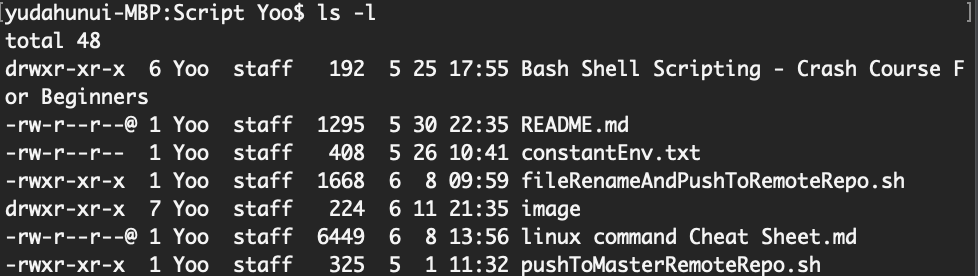 [yudahunui-MBP:Script Yoo$ ls -l ]
total 48
drwxr-xr-x  6 Yoo  staff   192  5 25 17:55 Bash Shell Scripting - Crash Course F
or Beginners
-rw-r--r--@ 1 Yoo  staff  1295  5 30 22:35 README.md
-rw-r--r--  1 Yoo  staff   408  5 26 10:41 constantEnv.txt
-rwxr-xr-x  1 Yoo  staff  1668  6  8 09:59 fileRenameAndPushToRemoteRepo.sh
drwxr-xr-x  7 Yoo  staff   224  6 11 21:35 image
-rw-r--r--@ 1 Yoo  staff  6449  6  8 13:56 linux command Cheat Sheet.md
-rwxr-xr-x  1 Yoo  staff   325  5  1 11:32 pushToMasterRemoteRepo.sh